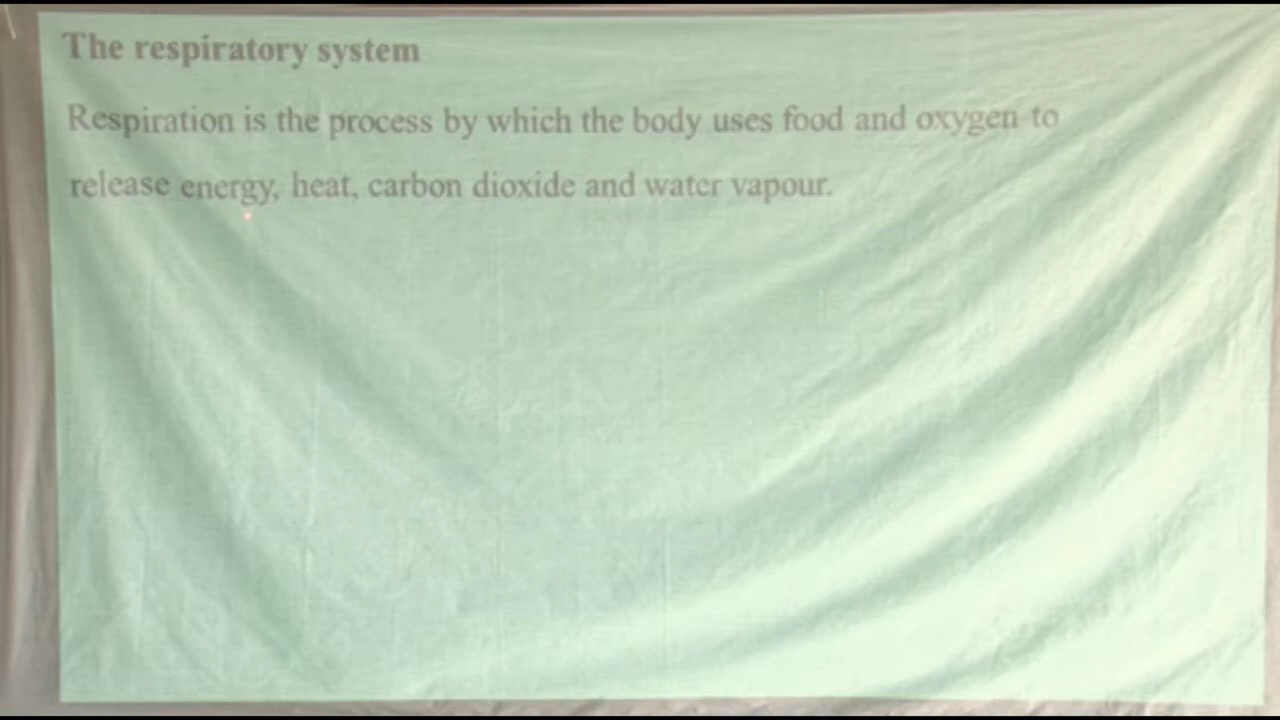 The respiratory system
Respiration is the process by which the body uses food and oxygen to
release energy, heat, carbon dioxide and water vapour.